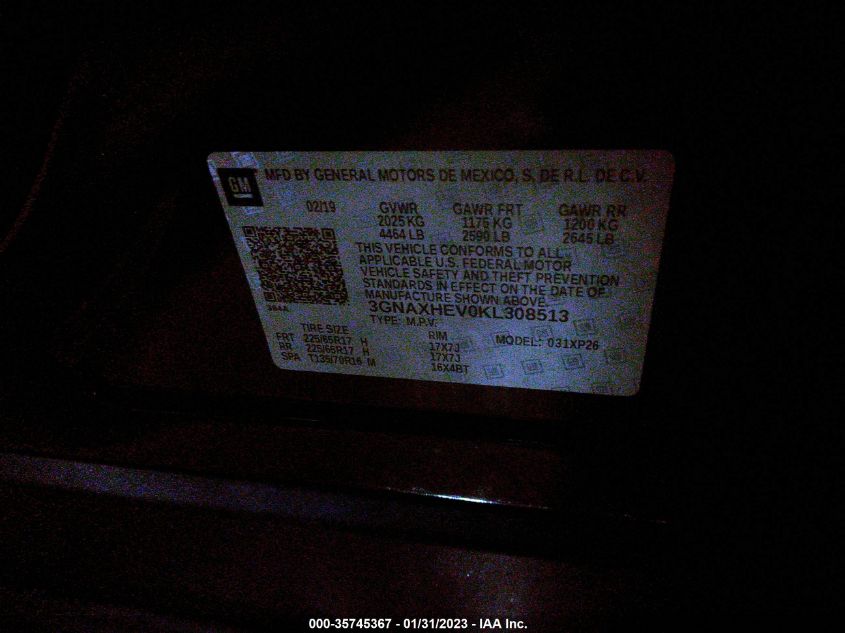 GM
MFD BY GENERAL MOTORS DE MEXICO, S. DE R.L. DE C.V.
02/19 GVWR GAWR FRT GAWR RR
2025 KG 1175 KG 1200 KG
4464 LB 2590 LB 2645 LB
THIS VEHICLE CONFORMS TO ALL
APPLICABLE U.S. FEDERAL MOTOR
VEHICLE SAFETY AND THEFT PREVENTION
STANDARDS IN EFFECT ON THE DATE OF
MANUFACTURE SHOWN ABOVE.
3GNAXHEV0KL308513
TYPE: M.P.V. MODEL: 031XP26
TIRE SIZE RIM
FRT 225/65R17 H 17X7J
RR 225/65R17 H 17X7J
SPA T135/70R16 M 16X4BT
000-35745367 - 01/31/2023 - IAA Inc.